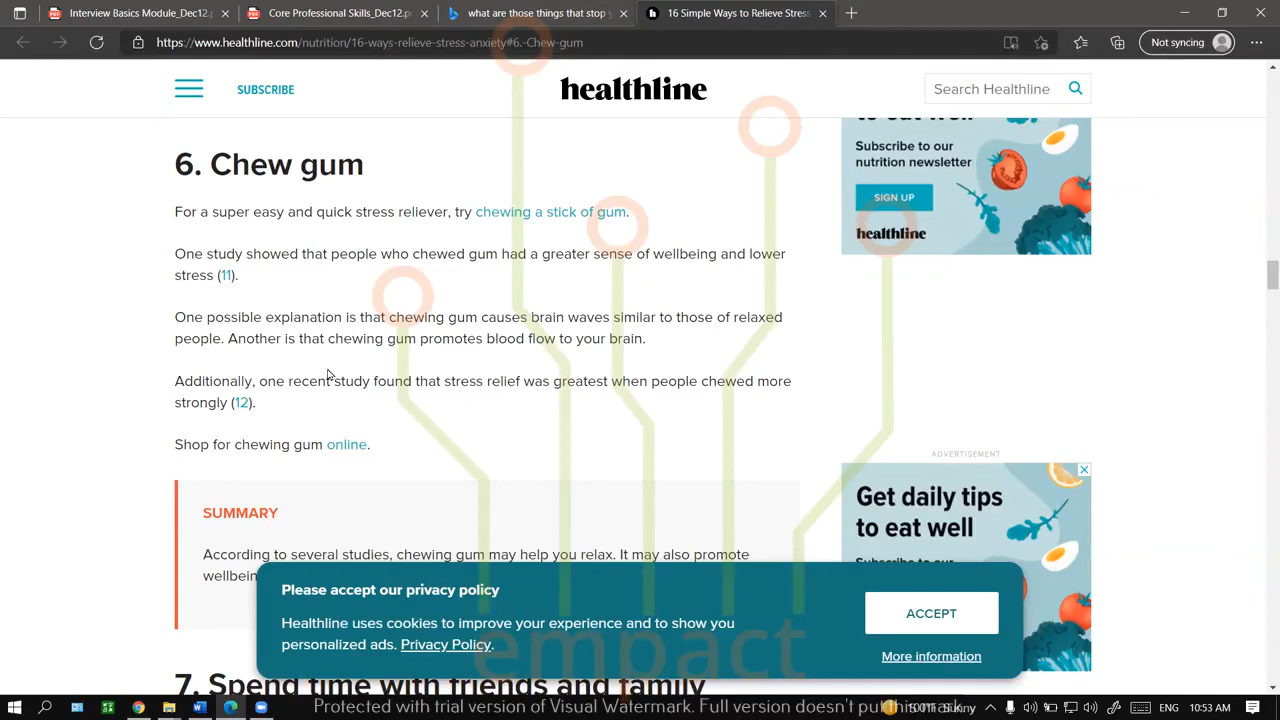 Instructional Basics_Dec12.p
Professional Skills_Dec12.pd
what are those things that stop y
16 Simple Ways to Relieve Stress
https://www.healthline.com/nutrition/16-ways-relieve-stress-anxiety#6.-Chew-gum
Not syncing
SUBSCRIBE
healthline
Search Healthline
to eat well
Subscribe to our
nutrition newsletter
SIGN UP
healthline
6. Chew gum
For a super easy and quick stress reliever, try chewing a stick of gum.
One study showed that people who chewed gum had a greater sense of wellbeing and lower
stress (11).
One possible explanation is that chewing gum causes brain waves similar to those of relaxed
people. Another is that chewing gum promotes blood flow to your brain.
Additionally, one recent study found that stress relief was greatest when people chewed more
strongly (12).
Shop for chewing gum online.
SUMMARY
According to several studies, chewing gum may help you relax. It may also promote
wellbein
ADVERTISEMENT
Get daily tips
to eat well
Please accept our privacy policy
Healthline uses cookies to improve your experience and to show you
personalized ads. Privacy Policy.
ACCEPT
More information
empact
7. Spend time with friends and family
Protected with trial version of Visual Watermark. Full version doesn't put this mark.
Sunny
ENG
10:53 AM